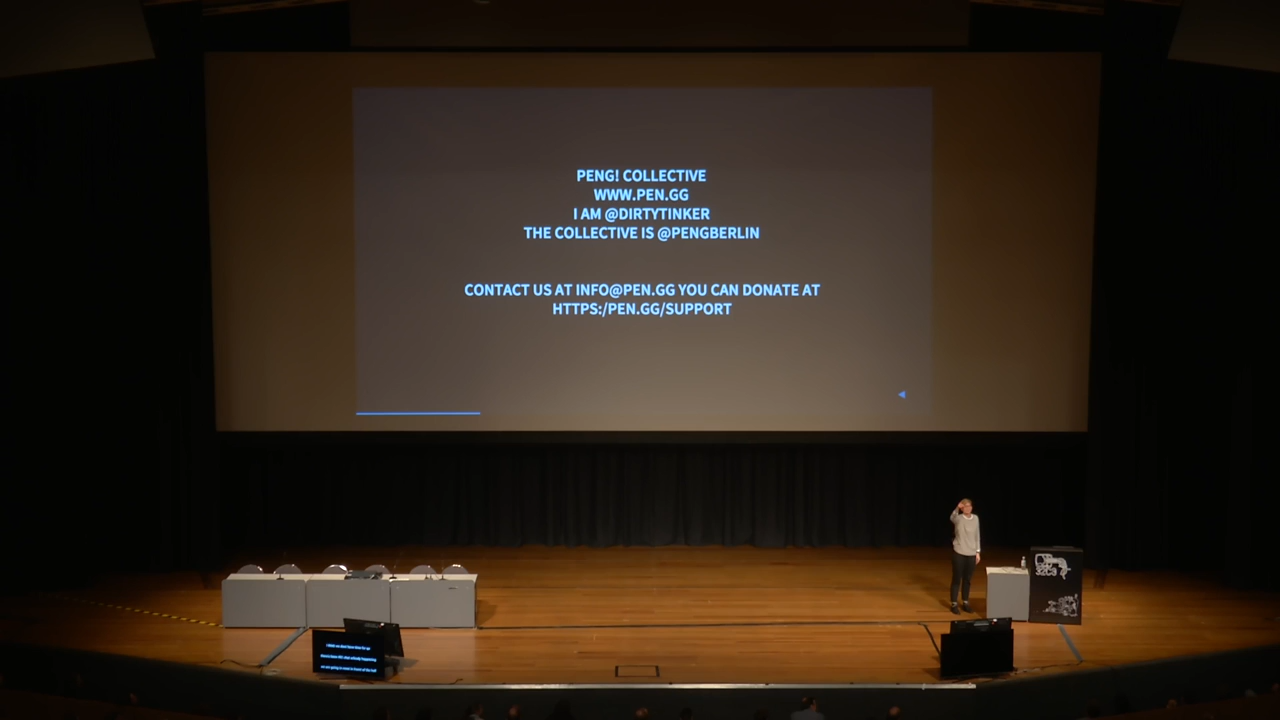 PENG! COLLECTIVE
WWW.PEN.GG
I AM @DIRTYTINKER
THE COLLECTIVE IS @PENGBERLIN
CONTACT US AT INFO@PEN.GG YOU CAN DONATE AT
HTTPS:/PEN.GG/SUPPORT
32C3